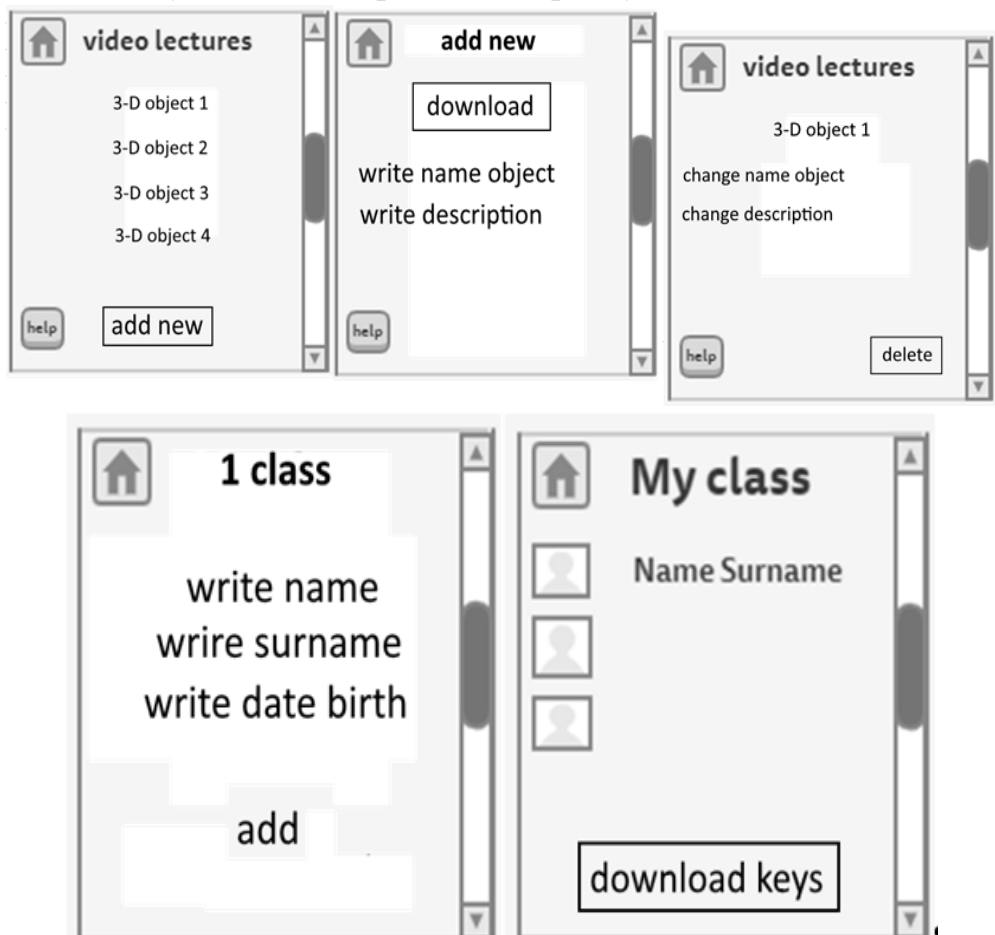 video lectures
3-D object 1
3-D object 2
3-D object 3
3-D object 4
help
add new
add new
download
write name object
write description
help
video lectures
3-D object 1
change name object
change description
help
delete
1 class
write name
wrire surname
write date birth
add
My class
Name Surname
download keys